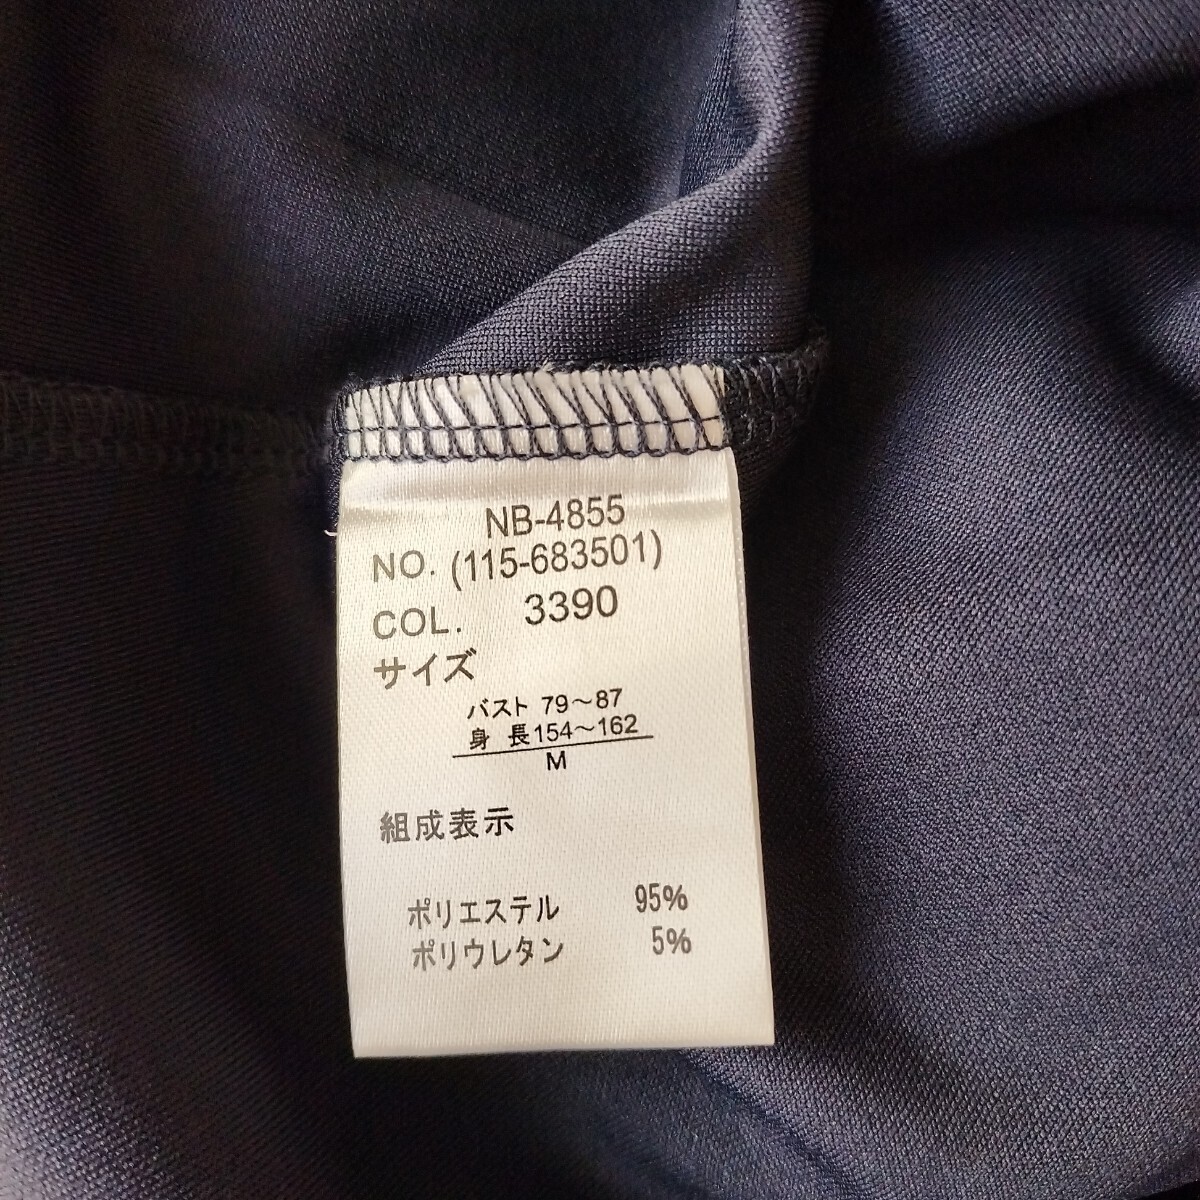 NB-4855
NO. (115-683501)
COL. 3390
サイズ
バスト 79～87
身 長154～162
M
組成表示
ポリエステル 95%
ポリウレタン 5%